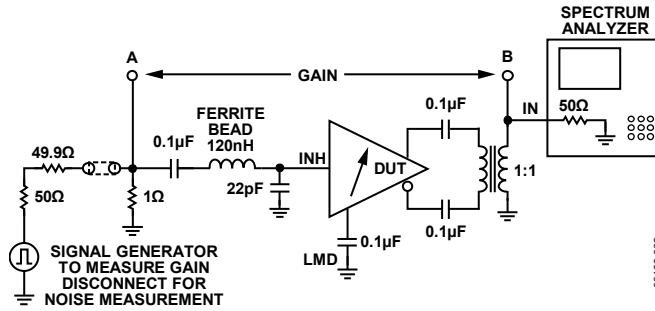 SPECTRUM
ANALYZER
A
B
GAIN
IN
50Ω
FERRITE
BEAD
120nH
0.1µF
0.1µF
49.9Ω
INH
DUT
1:1
50Ω
1Ω
22pF
0.1µF
0.1µF
LMD
SIGNAL GENERATOR
TO MEASURE GAIN
DISCONNECT FOR
NOISE MEASUREMENT